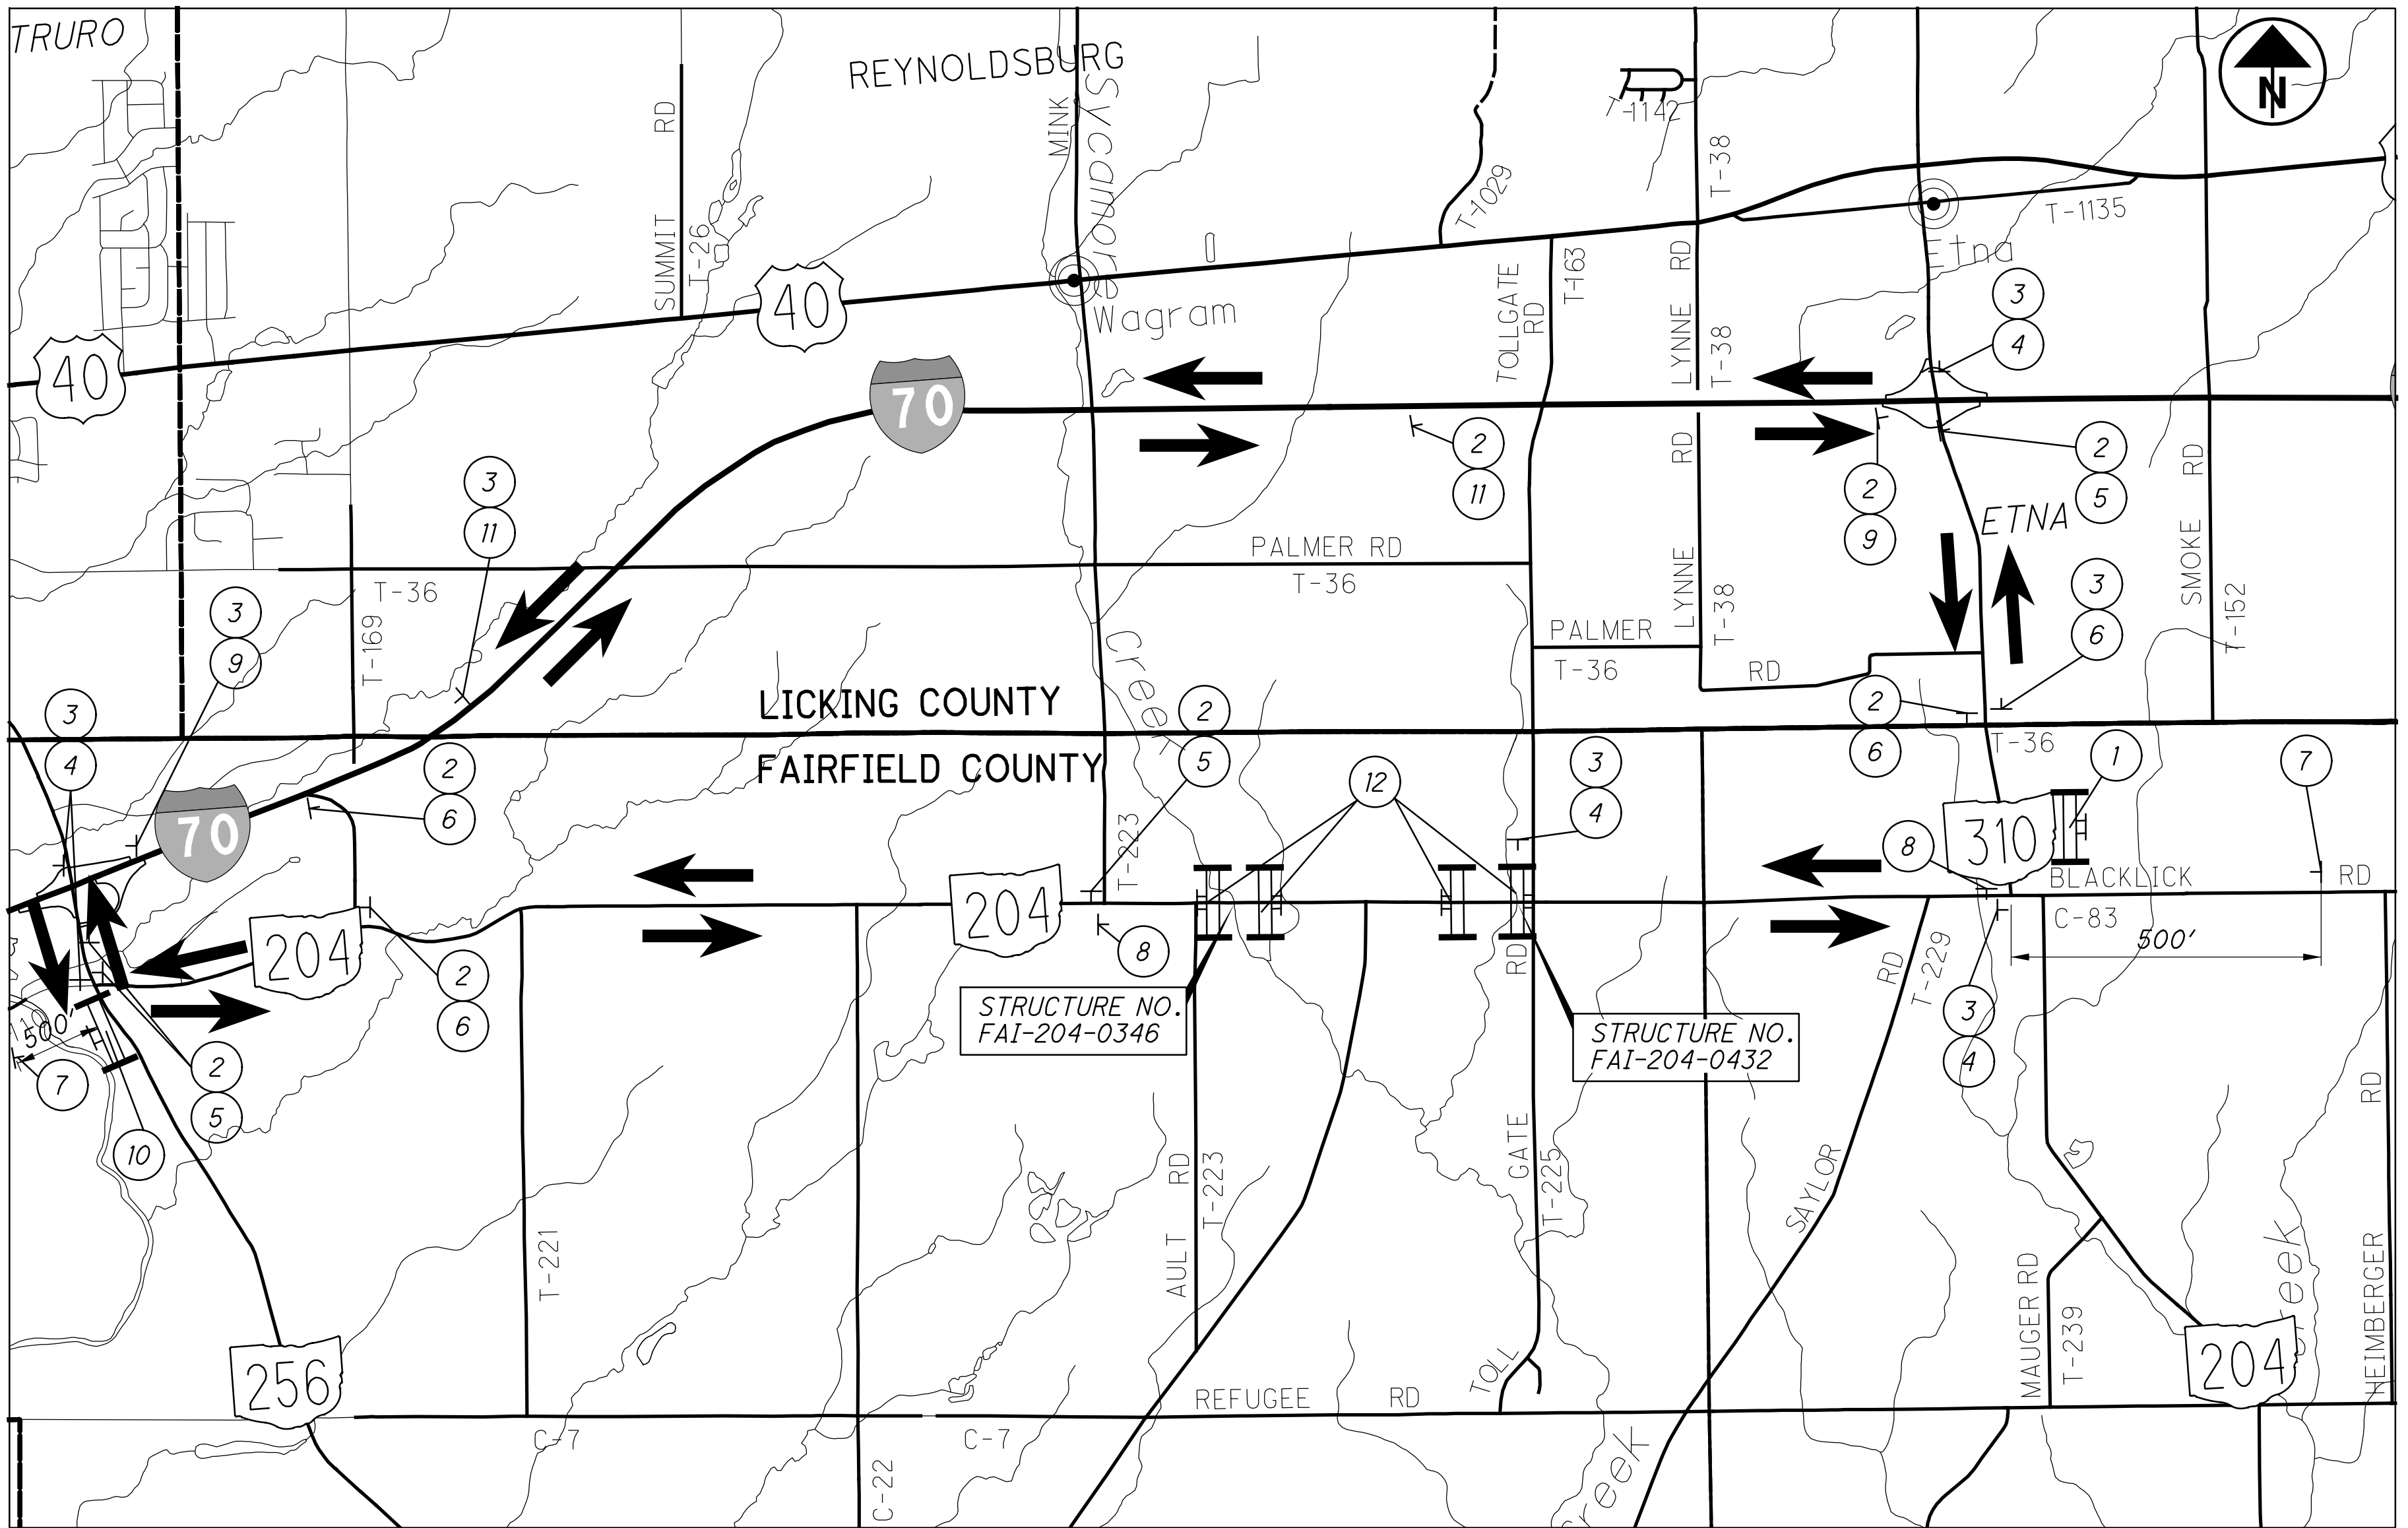 TRURO
REYNOLDSBURG
N
SUMMIT RD
T-26
MINK
Sycamore
T-1029
T-1142
T-38
T-1135
Etna
40
40
Wagram
TOLLGATE
RD
T-163
LYNNE RD
T-38
3
4
70
2
11
2
9
2
5
ETNA
SMOKE RD
T-152
3
11
3
9
T-36
T-169
PALMER RD
T-36
LYNNE RD
T-38
PALMER RD
T-36
3
6
2
6
Creek
LICKING COUNTY
FAIRFIELD COUNTY
3
4
2
6
2
5
12
3
4
T-36
1
7
70
T-223
310
8
BLACKLICK RD
C-83
500'
204
204
8
2
6
STRUCTURE NO.
FAI-204-0346
STRUCTURE NO.
FAI-204-0432
RD
T-229
3
4
500'
7
2
5
10
T-221
AULT RD
T-223
GATE RD
T-225
TOLL
SAYLOR
MAUGER RD
T-239
Creek
HEIMBERGER RD
256
204
REFUGEE RD
C-7
C-7
C-22
Creek